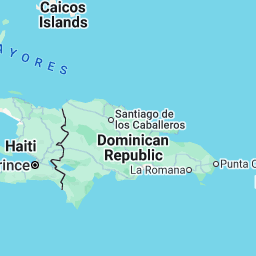 Caicos
Islands
AYORES
Santiago de
los Caballeros
Haiti
Dominican
Republic
rince
Punta C
La Romana